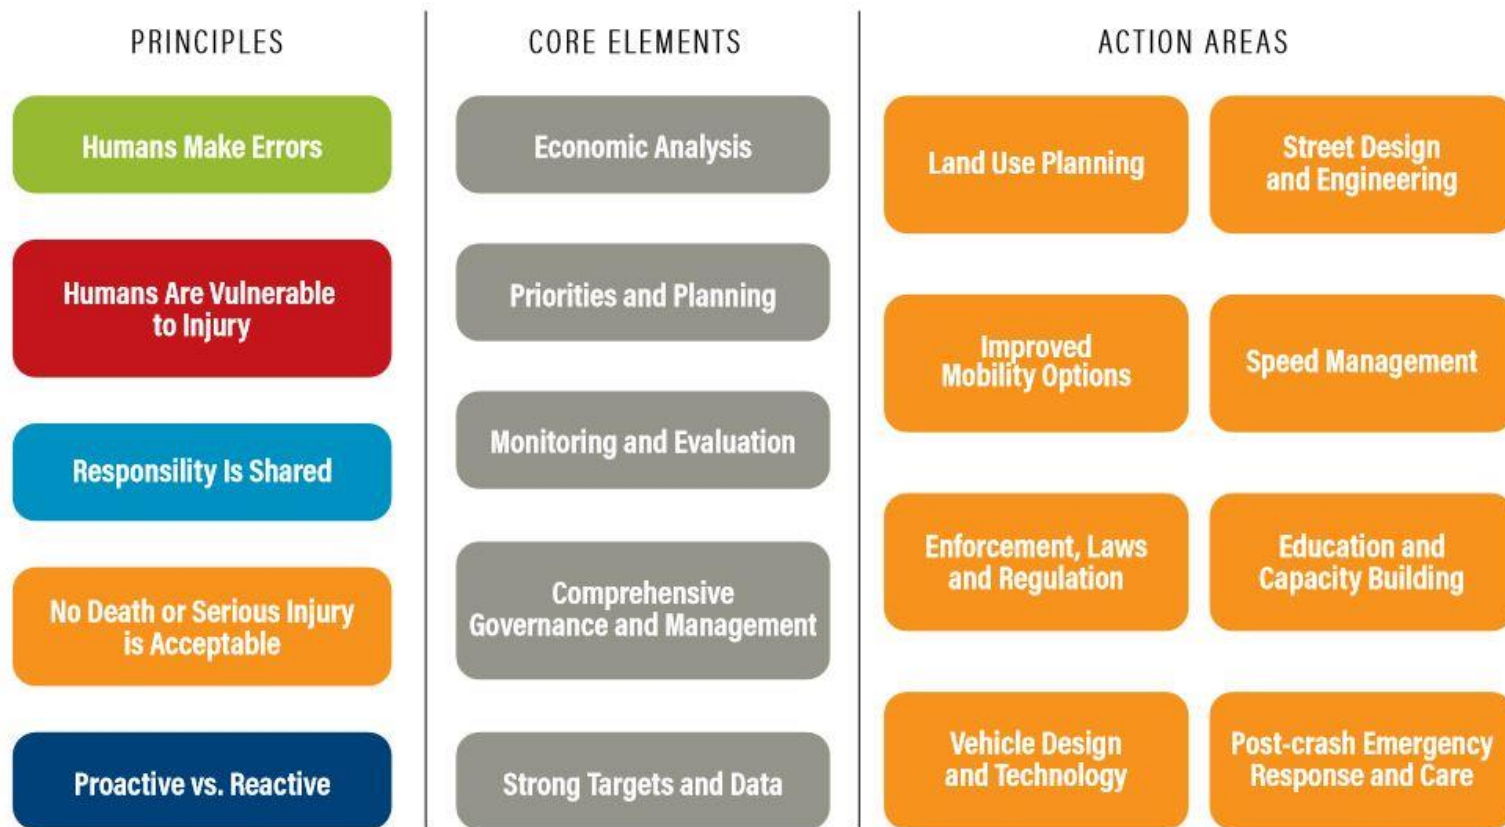 PRINCIPLES
Humans Make Errors
Humans Are Vulnerable
to Injury
Responsility Is Shared
No Death or Serious Injury
is Acceptable
Proactive vs. Reactive
CORE ELEMENTS
Economic Analysis
Priorities and Planning
Monitoring and Evaluation
Comprehensive
Governance and Management
Strong Targets and Data
ACTION AREAS
Land Use Planning
Street Design
and Engineering
Improved
Mobility Options
Speed Management
Enforcement, Laws
and Regulation
Education and
Capacity Building
Vehicle Design
and Technology
Post-crash Emergency
Response and Care